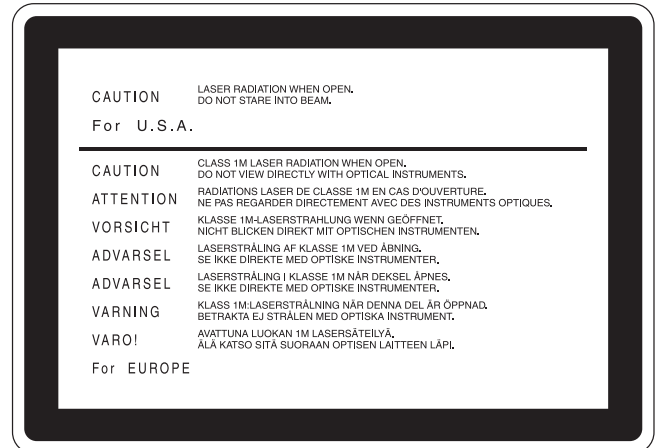 CAUTION LASER RADIATION WHEN OPEN.
DO NOT STARE INTO BEAM.
For U.S.A.
CAUTION CLASS 1M LASER RADIATION WHEN OPEN.
DO NOT VIEW DIRECTLY WITH OPTICAL INSTRUMENTS.
ATTENTION RADIATIONS LASER DE CLASSE 1M EN CAS D'OUVERTURE.
NE PAS REGARDER DIRECTEMENT AVEC DES INSTRUMENTS OPTIQUES.
VORSICHT KLASSE 1M-LASERSTRAHLUNG WENN GEÖFFNET.
NICHT BLICKEN DIREKT MIT OPTISCHEN INSTRUMENTEN.
ADVARSEL LASERSTRÅLING AF KLASSE 1M VED ÅBNING.
SE IKKE DIREKTE MED OPTISKE INSTRUMENTER.
ADVARSEL LASERSTRÅLING I KLASSE 1M NÅR DEKSEL ÅPNES.
SE IKKE DIREKTE MED OPTISKE INSTRUMENTER.
VARNING KLASS 1M:LASERSTRÅLNING NÄR DENNA DEL ÄR ÖPPNAD.
BETRAKTA EJ STRÅLEN MED OPTISKA INSTRUMENT.
VARO! AVATTUNA LUOKAN 1M LASERSÄTEILYÄ.
ÄLÄ KATSO SITÄ SUORAAN OPTISEN LAITTEEN LÄPI.
For EUROPE